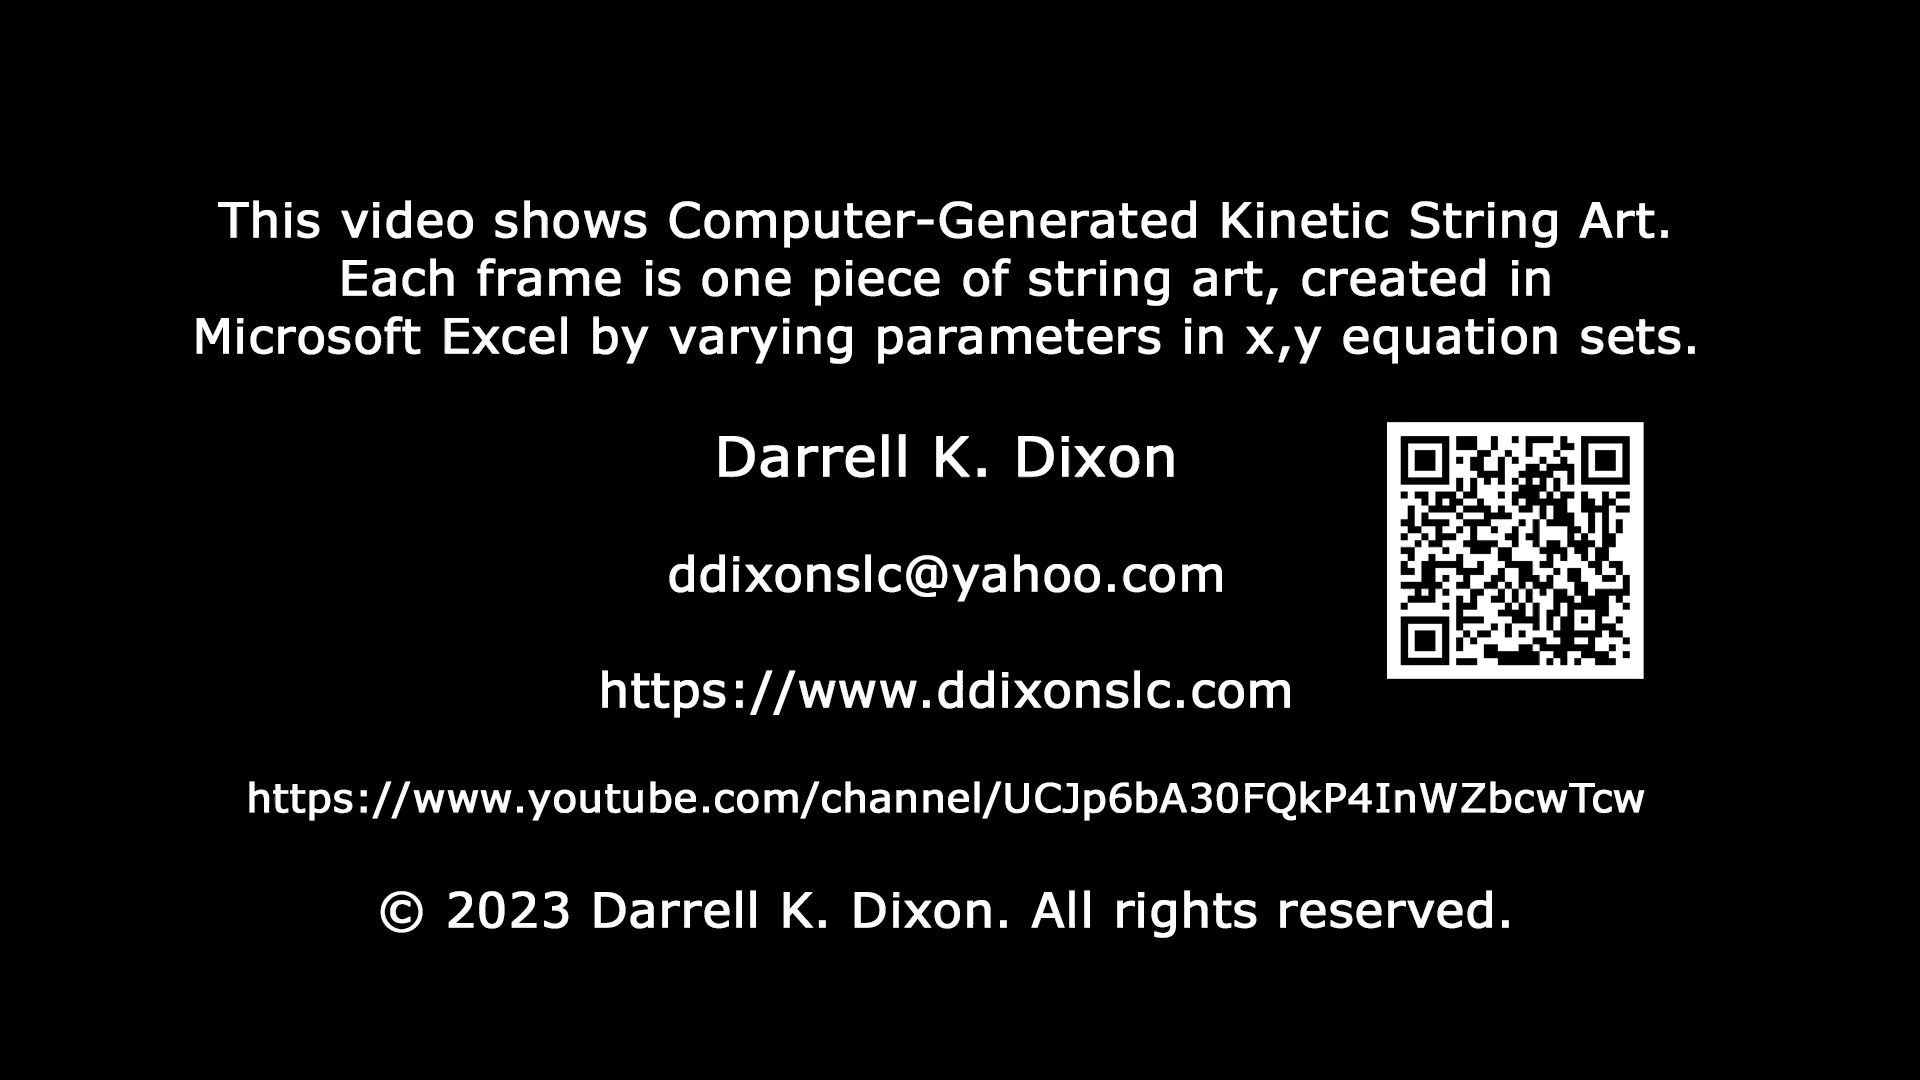 This video shows Computer-Generated Kinetic String Art.
Each frame is one piece of string art, created in
Microsoft Excel by varying parameters in x,y equation sets.
Darrell K. Dixon
ddixonslc@yahoo.com
https://www.ddixonslc.com
https://www.youtube.com/channel/UCJp6bA30FQkP4InWZbcwTcw
© 2023 Darrell K. Dixon. All rights reserved.